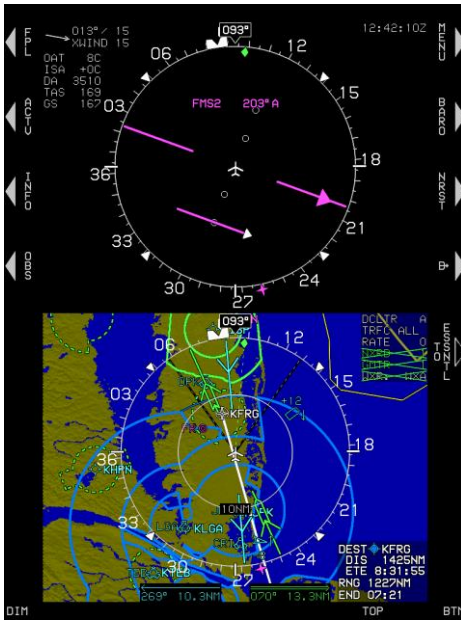 FPL
ACTV
INFO
OBS
MENU
BARO
NRST
D→
ESSNTL
TO
013°/ 15
XWIND 15
OAT 8C
ISA +0C
DA 3510
TAS 169
GS 167
093°
12:42:10Z
FMS2 203°A
06
12
03
36
18
33
21
30
27
24
093°
DCLTR A
TRFC ALL
RATE 0
06
12
03
15
36
18
33
21
30
27
24
+12
KFRG
KHPN
KLGA
KTEB
10NM
DEST KFRG
DIS 1425NM
ETE 8:31:55
RNG 1227NM
END 07:21
269° 10.3NM
070° 13.3NM
DIM
TOP
BTM